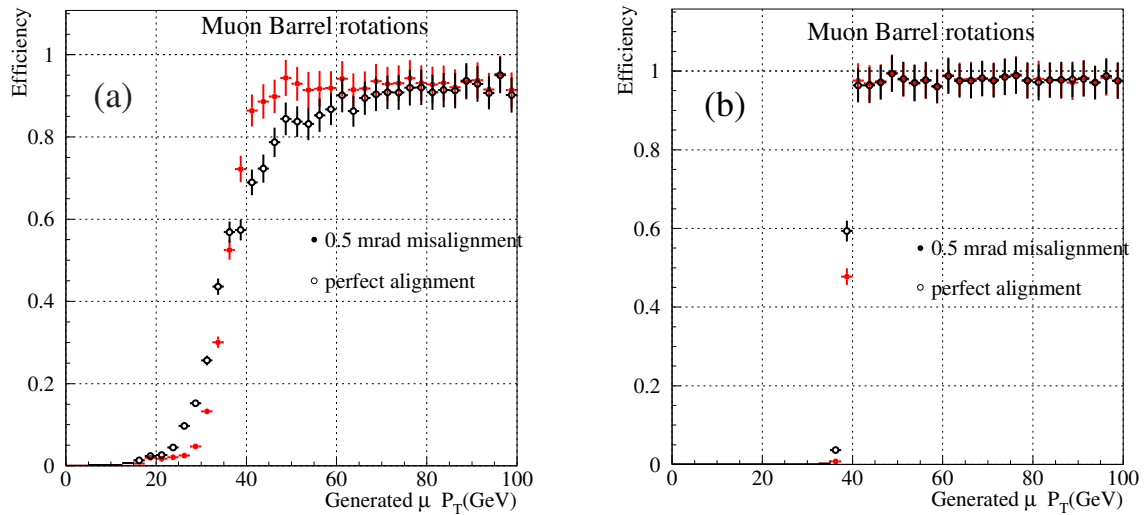 Efficiency
Muon Barrel rotations
(a)
1
0.8
0.6
0.4
0.2
0
0.5 mrad misalignment
perfect alignment
0 20 40 60 80 100
Generated μ P_T(GeV)
Efficiency
Muon Barrel rotations
(b)
1
0.8
0.6
0.4
0.2
0
0.5 mrad misalignment
perfect alignment
0 20 40 60 80 100
Generated μ P_T(GeV)